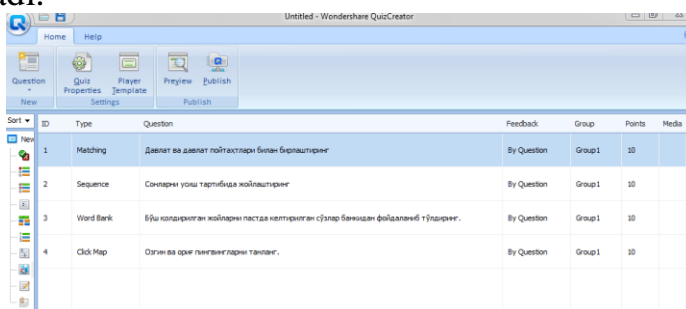 Untitled - Wondershare QuizCreator
Home Help
Question Quiz Properties Player Template Preview Publish
New Settings Publish
Sort ID Type Question Feedback Group Points Media
New
1 Matching Давлат ва давлат пойтахтлари билан бирлаштиринг By Question Group1 10
2 Sequence Сонларни усиш тартибида жойлаштиринг By Question Group1 10
3 Word Bank Бўш қолдирилган жойларни пастда келтирилган сўзлар банкидан фойдаланиб тўлдиринг. By Question Group1 10
4 Click Map Озгин ва ориғ пингвингларни танланг. By Question Group1 10